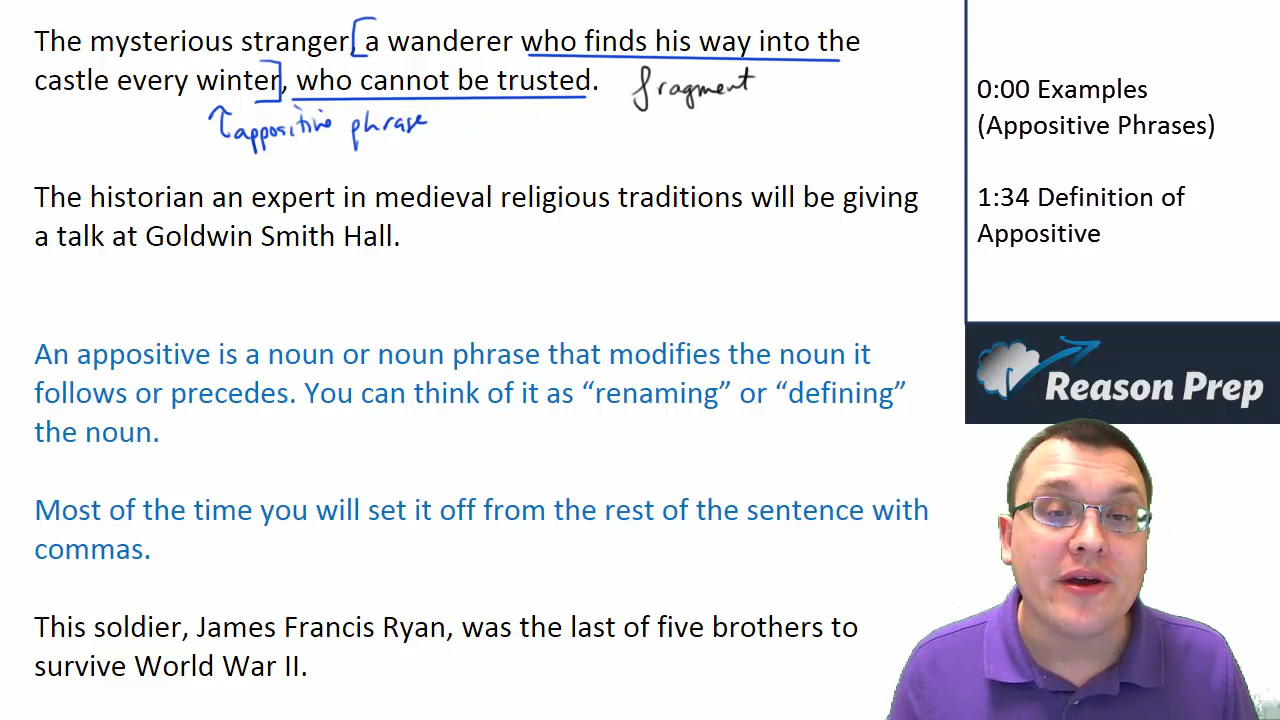 The mysterious stranger, a wanderer who finds his way into the
castle every winter, who cannot be trusted.
fragment
appositive phrase
The historian an expert in medieval religious traditions will be giving
a talk at Goldwin Smith Hall.
An appositive is a noun or noun phrase that modifies the noun it
follows or precedes. You can think of it as “renaming” or “defining”
the noun.
Most of the time you will set it off from the rest of the sentence with
commas.
This soldier, James Francis Ryan, was the last of five brothers to
survive World War II.
0:00 Examples
(Appositive Phrases)
1:34 Definition of
Appositive
Reason Prep